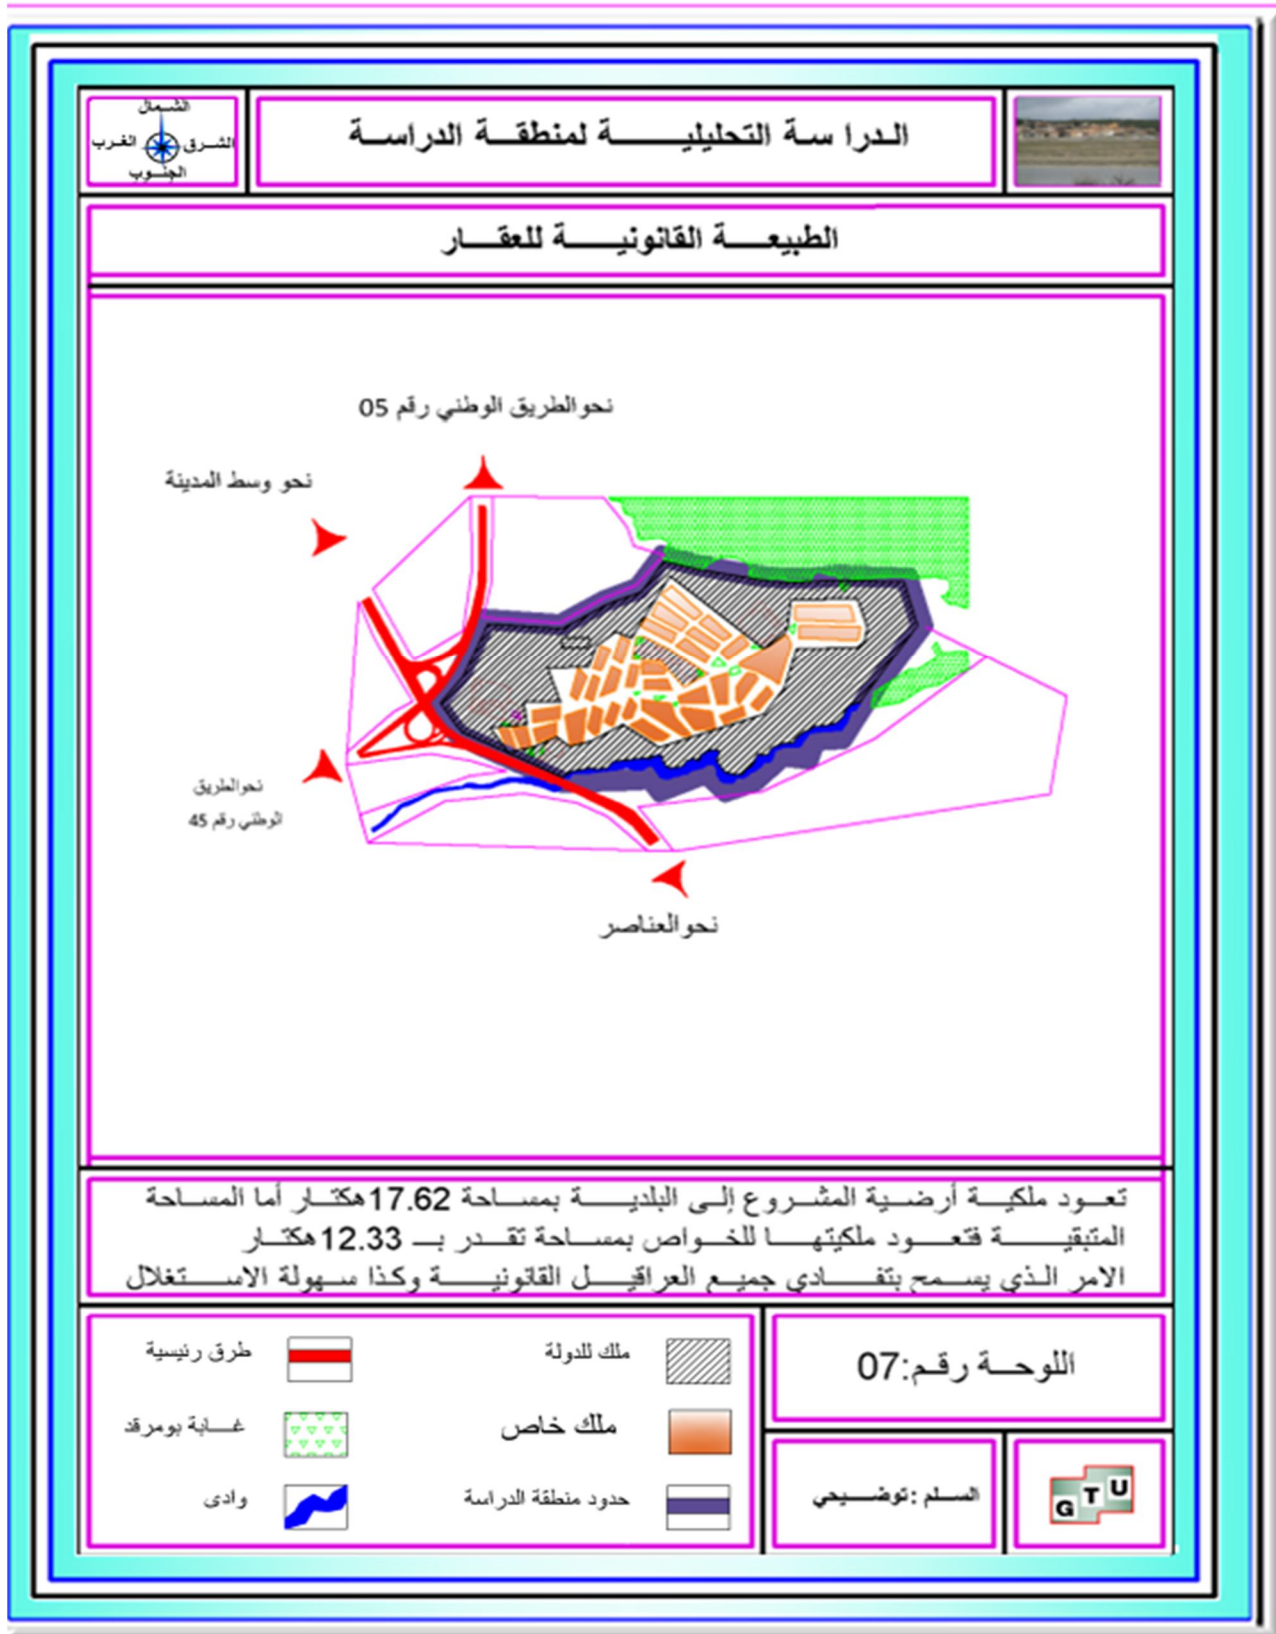 الدراسة التحليلية لمنطقة الدراسة
الشمال
الشرق
الغرب
الجنوب
الطبيعة القانونية للعقار
نحو الطريق الوطني رقم 05
نحو وسط المدينة
نحو الطريق
الوطني رقم 45
نحو العناصر
تعود ملكية أرضية المشروع إلى البلدية بمساحة 17.62 هكتار أما المساحة
المتبقية فتعود ملكيتها للخواص بمساحة تقدر بـ 12.33 هكتار
الامر الذي يسمح بتفادي جميع العراقيل القانونية وكذا سهولة الاستغلال
ملك للدولة
ملك خاص
حدود منطقة الدراسة
طرق رئيسية
غابة بومرقد
وادى
اللوحة رقم:07
السلم : توضيحي
GTU